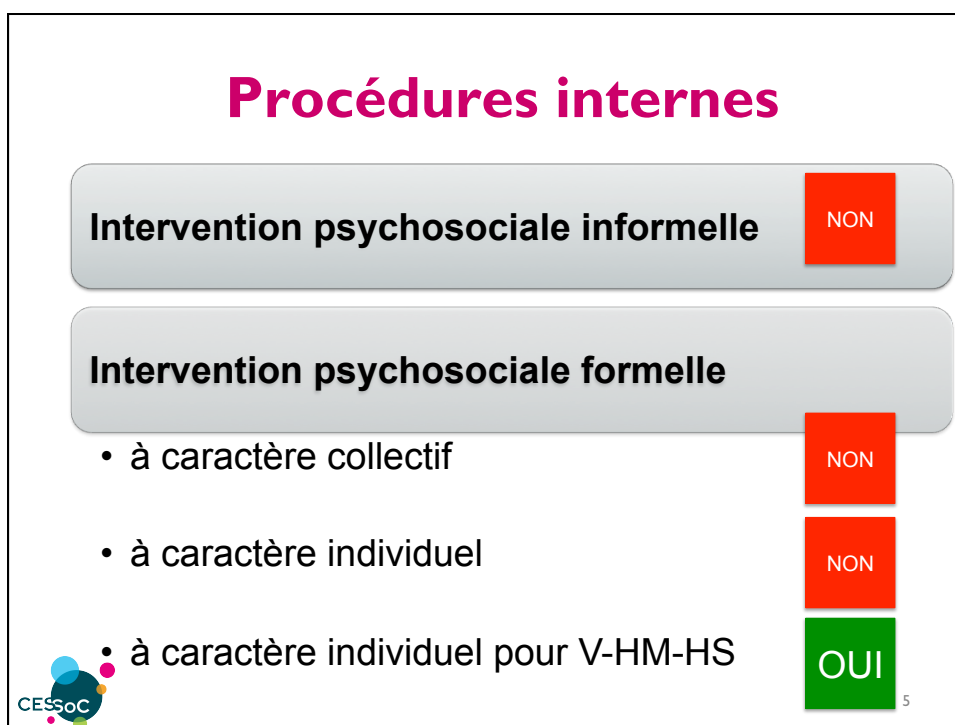 Procédures internes
Intervention psychosociale informelle NON
Intervention psychosociale formelle
• à caractère collectif NON
• à caractère individuel NON
• à caractère individuel pour V-HM-HS OUI
CESSoC 5